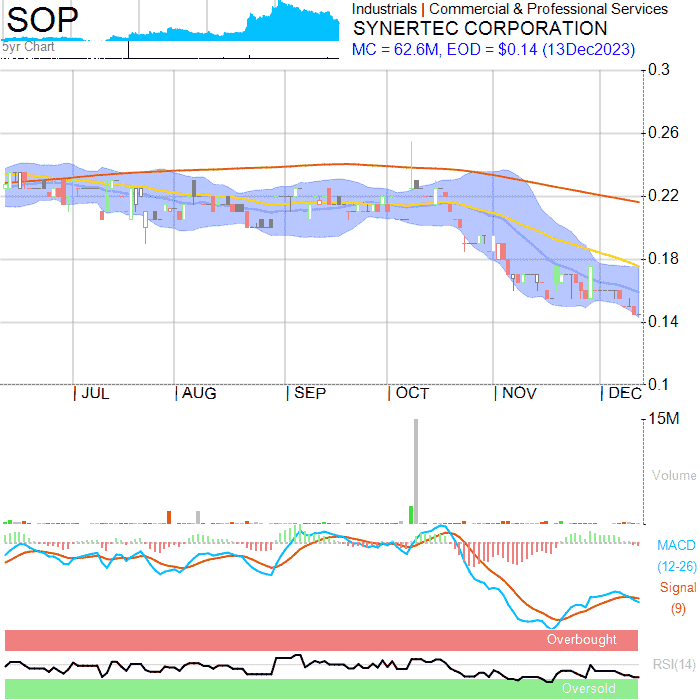 SOP
5yr Chart
Industrials | Commercial & Professional Services
SYNERTEC CORPORATION
MC = 62.6M, EOD = $0.14 (13Dec2023)
0.3
0.26
0.22
0.18
0.14
0.1
| JUL | AUG | SEP | OCT | NOV | DEC
15M
Volume
MACD
(12-26)
Signal
(9)
Overbought
RSI(14)
Oversold